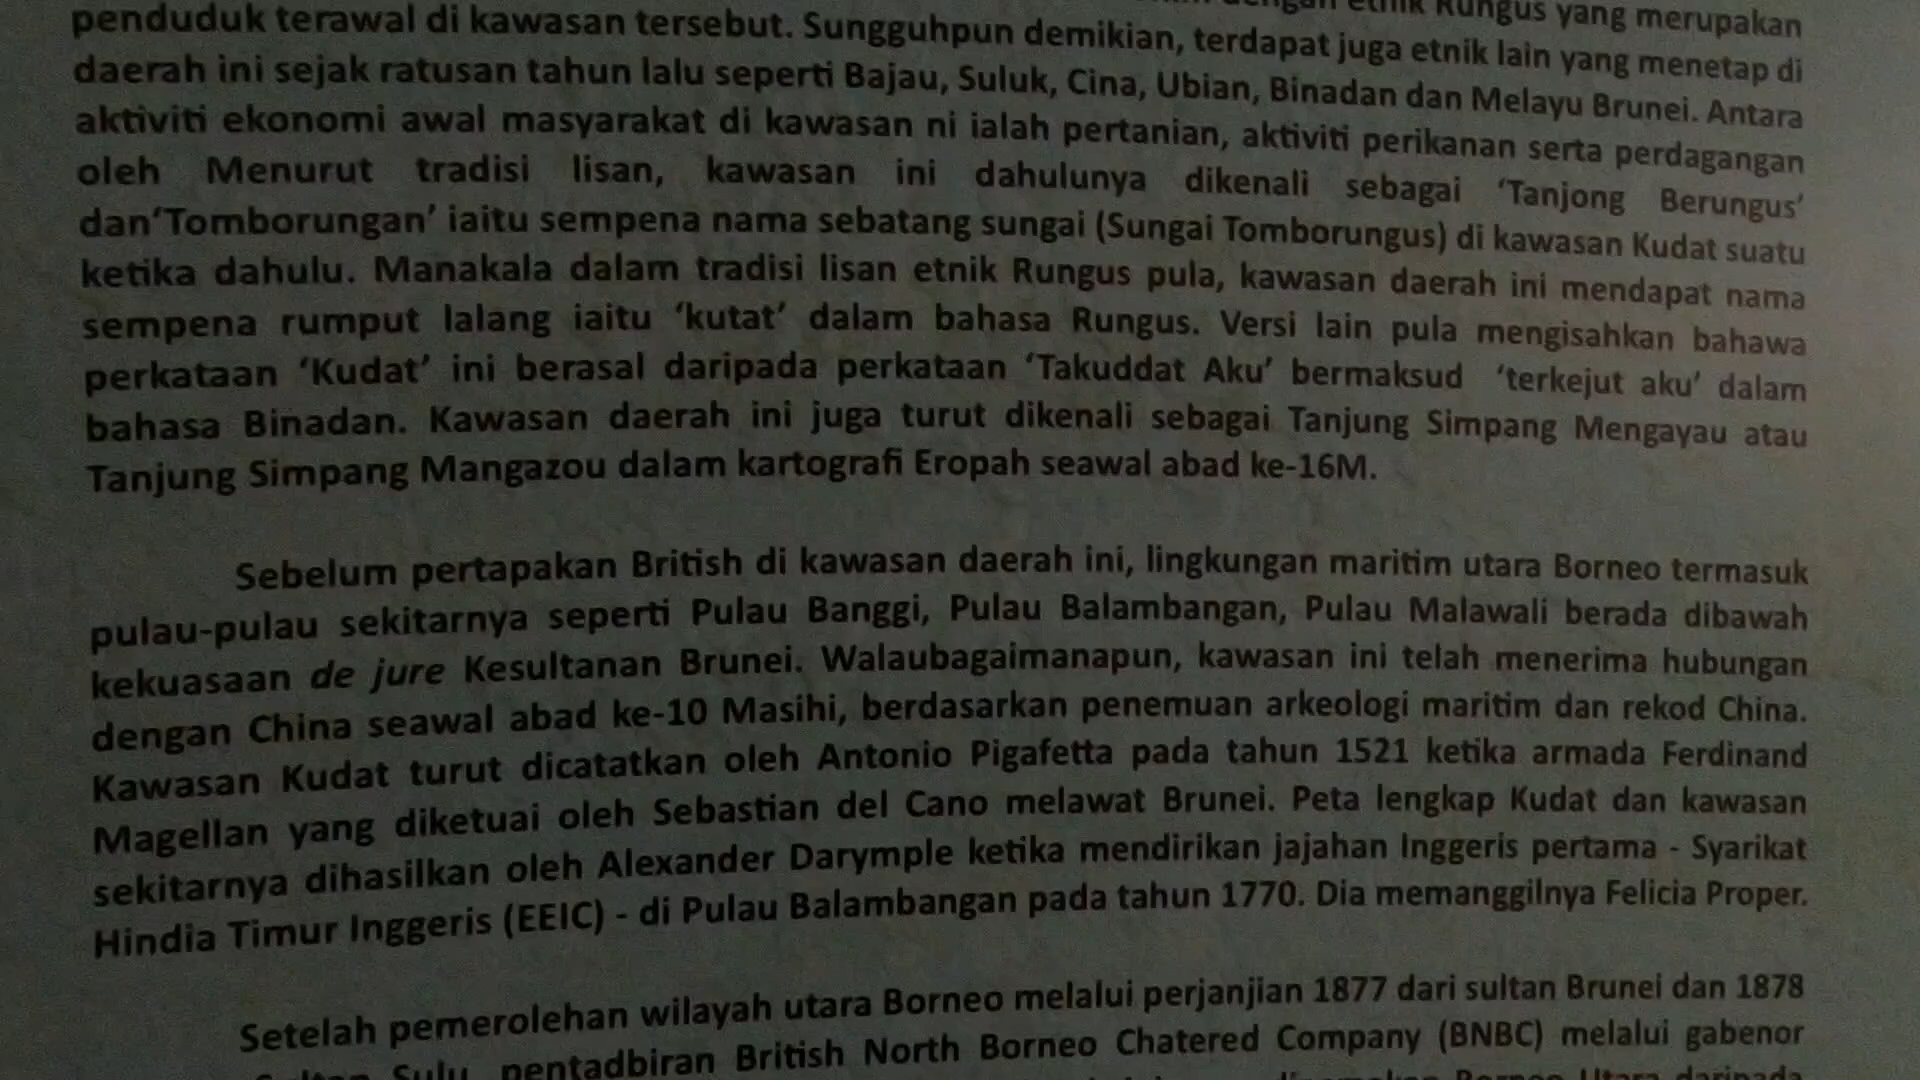 etnik Rungus yang merupakan
penduduk terawal di kawasan tersebut. Sungguhpun demikian, terdapat juga etnik lain yang menetap di
daerah ini sejak ratusan tahun lalu seperti Bajau, Suluk, Cina, Ubian, Binadan dan Melayu Brunei. Antara
aktiviti ekonomi awal masyarakat di kawasan ni ialah pertanian, aktiviti perikanan serta perdagangan
oleh Menurut tradisi lisan, kawasan ini dahulunya dikenali sebagai ‘Tanjong Berungus’
dan‘Tomborungan’ iaitu sempena nama sebatang sungai (Sungai Tomborungus) di kawasan Kudat suatu
ketika dahulu. Manakala dalam tradisi lisan etnik Rungus pula, kawasan daerah ini mendapat nama
sempena rumput lalang iaitu ‘kutat’ dalam bahasa Rungus. Versi lain pula mengisahkan bahawa
perkataan ‘Kudat’ ini berasal daripada perkataan ‘Takuddat Aku’ bermaksud ‘terkejut aku’ dalam
bahasa Binadan. Kawasan daerah ini juga turut dikenali sebagai Tanjung Simpang Mengayau atau
Tanjung Simpang Mangazou dalam kartografi Eropah seawal abad ke-16M.
Sebelum pertapakan British di kawasan daerah ini, lingkungan maritim utara Borneo termasuk
pulau-pulau sekitarnya seperti Pulau Banggi, Pulau Balambangan, Pulau Malawali berada dibawah
kekuasaan de jure Kesultanan Brunei. Walaubagaimanapun, kawasan ini telah menerima hubungan
dengan China seawal abad ke-10 Masihi, berdasarkan penemuan arkeologi maritim dan rekod China.
Kawasan Kudat turut dicatatkan oleh Antonio Pigafetta pada tahun 1521 ketika armada Ferdinand
Magellan yang diketuai oleh Sebastian del Cano melawat Brunei. Peta lengkap Kudat dan kawasan
sekitarnya dihasilkan oleh Alexander Darymple ketika mendirikan jajahan Inggeris pertama - Syarikat
Hindia Timur Inggeris (EEIC) - di Pulau Balambangan pada tahun 1770. Dia memanggilnya Felicia Proper.
Setelah pemerolehan wilayah utara Borneo melalui perjanjian 1877 dari sultan Brunei dan 1878
Sulu, pentadbiran British North Borneo Chatered Company (BNBC) melalui gabenor
Borneo Utara daripada